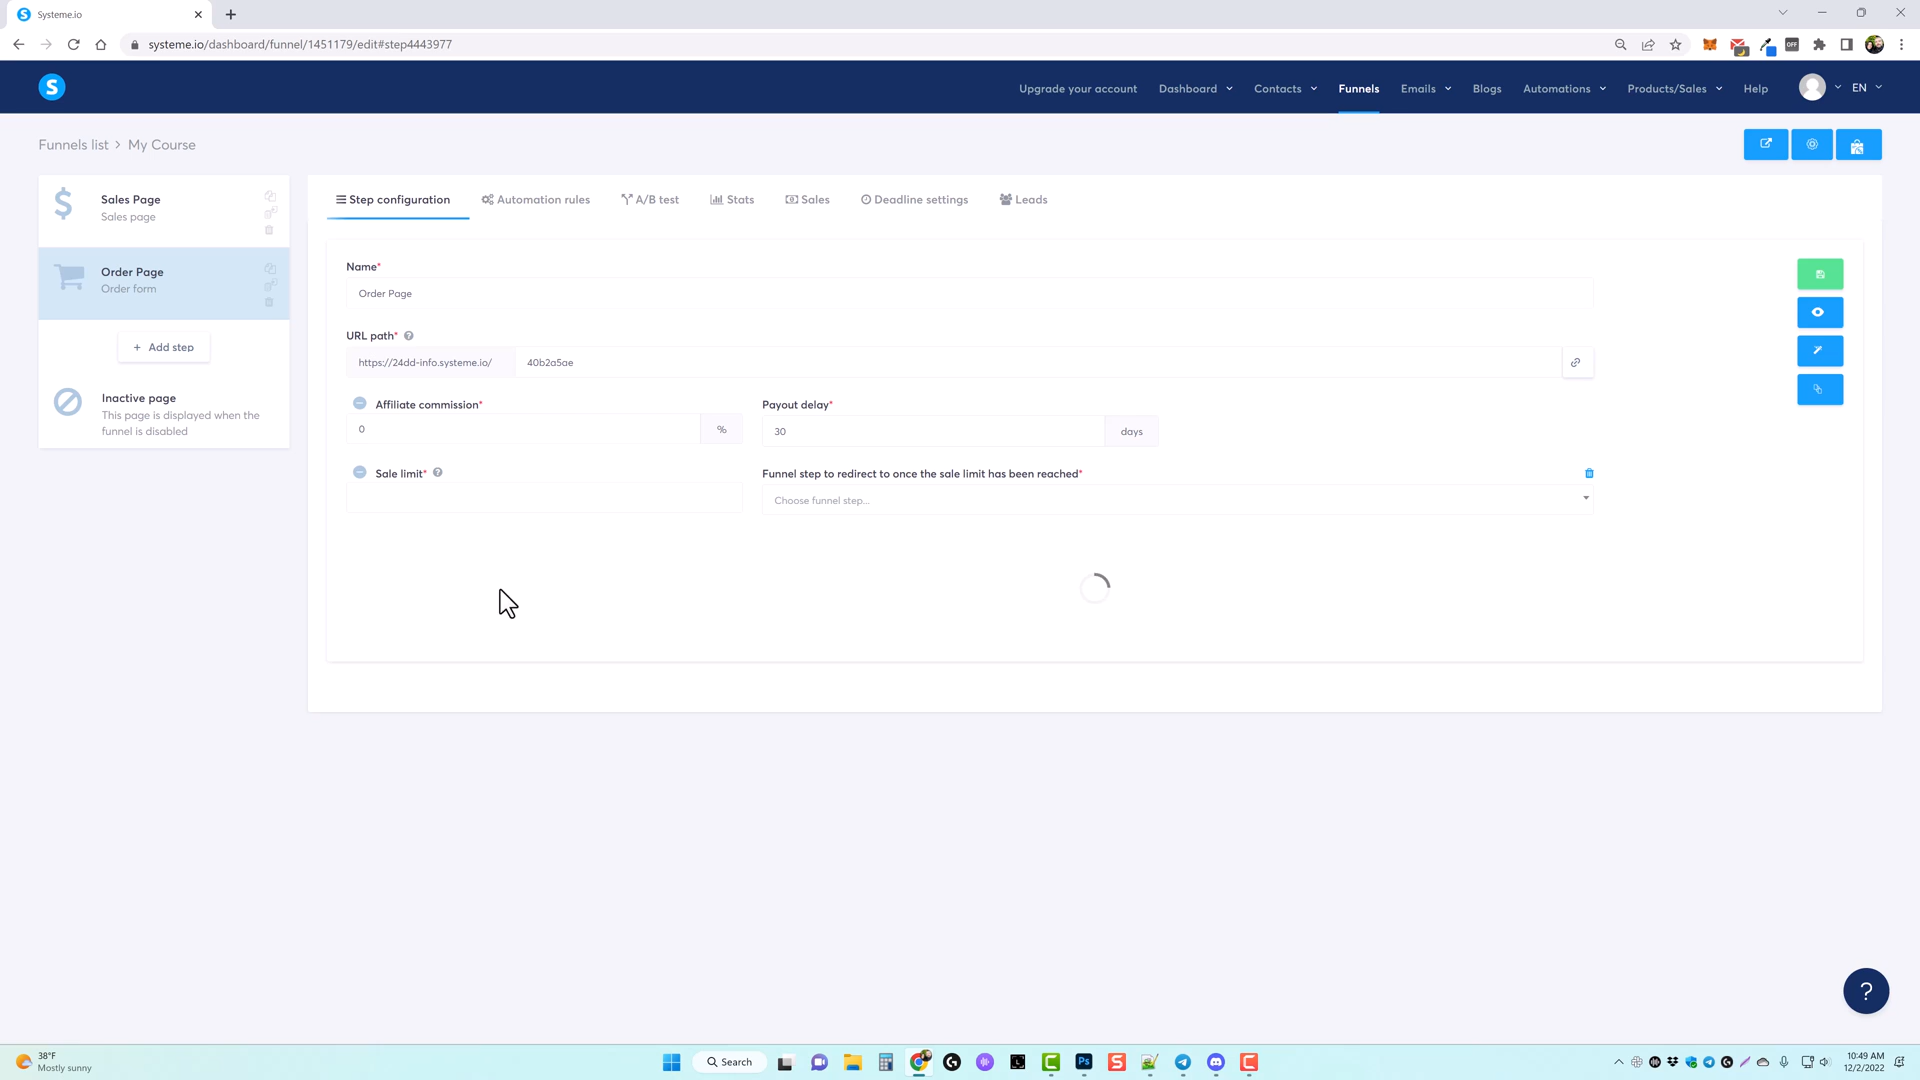 Systeme.io
systeme.io/dashboard/funnel/1451179/edit#step4443977
OFF
S
Upgrade your account Dashboard Contacts Funnels Emails Blogs Automations Products/Sales Help EN
Funnels list > My Course
Sales Page
Sales page
Order Page
Order form
+ Add step
Inactive page
This page is displayed when the
funnel is disabled
Step configuration Automation rules A/B test Stats Sales Deadline settings Leads
Name*
Order Page
URL path* ?
https://24dd-info.systeme.io/ 40b2a5ae
Affiliate commission* Payout delay*
0 % 30 days
Sale limit* ? Funnel step to redirect to once the sale limit has been reached*
Choose funnel step...
?
38°F
Mostly sunny
Search
Ps
10:49 AM
12/2/2022